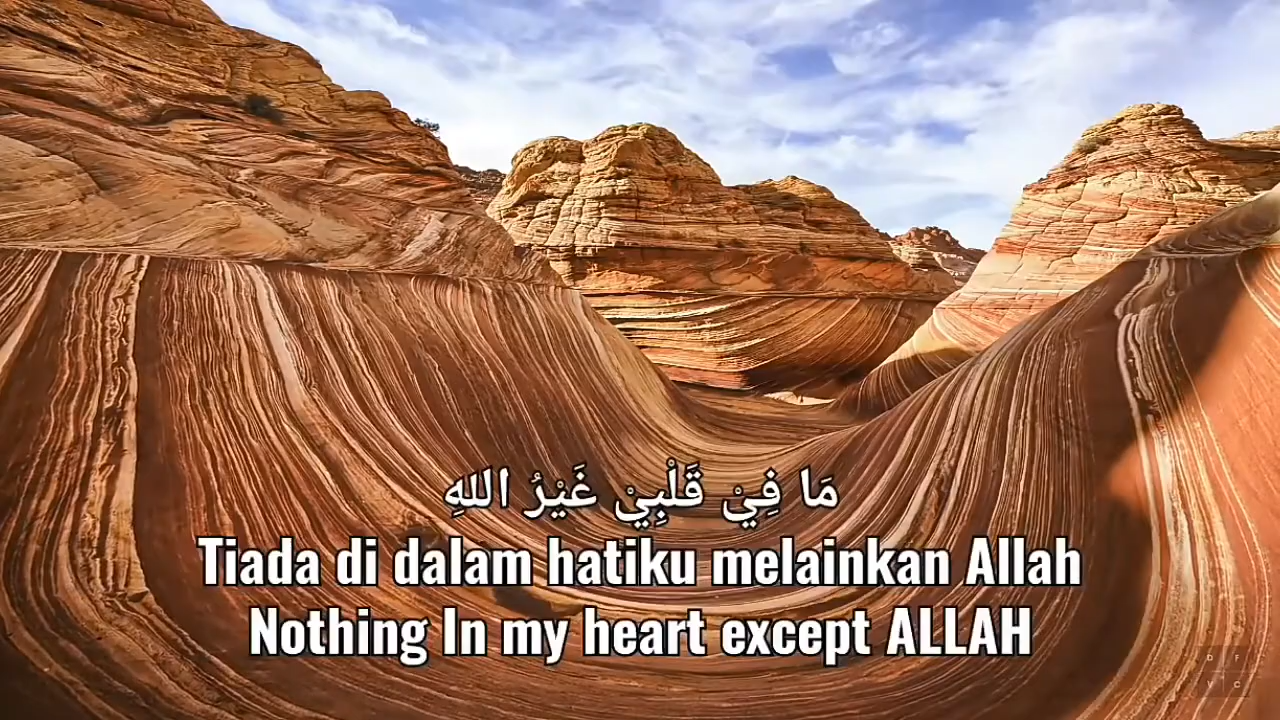 مَا فِيْ قَلْبِيْ غَيْرُ اللهِ
Tiada di dalam hatiku melainkan Allah
Nothing In my heart except ALLAH
D F
V C